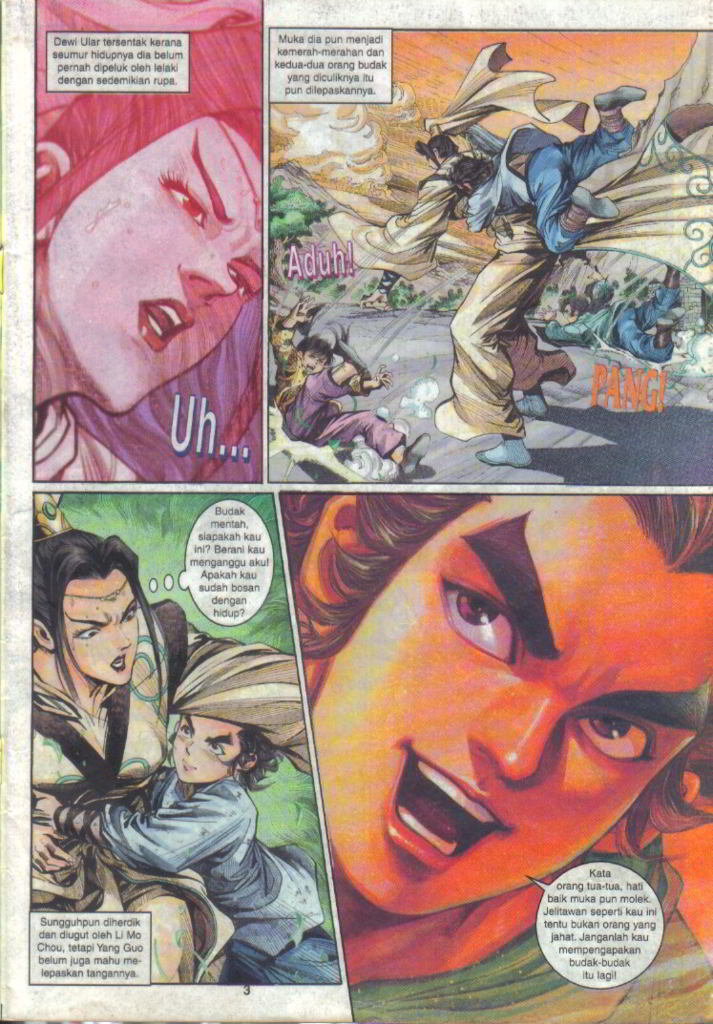 Dewi Ular tersentak kerana
seumur hidupnya dia belum
pernah dipeluk oleh lelaki
dengan sedemikian rupa.
Uh...
Muka dia pun menjadi
kemerah-merahan dan
kedua-dua orang budak
yang diculiknya itu
pun dilepaskannya.
Aduh!
PANG!
Budak
mentah,
siapakah kau
ini? Berani kau
menganggu aku!
Apakah kau
sudah bosan
dengan
hidup?
Sungguhpun diherdik
dan diugut oleh Li Mo
Chou, tetapi Yang Guo
belum juga mahu me-
lepaskan tangannya.
Kata
orang tua-tua, hati
baik muka pun molek.
Jelitawan seperti kau ini
tentu bukan orang yang
jahat. Janganlah kau
mempengapakan
budak-budak
itu lagi!
3